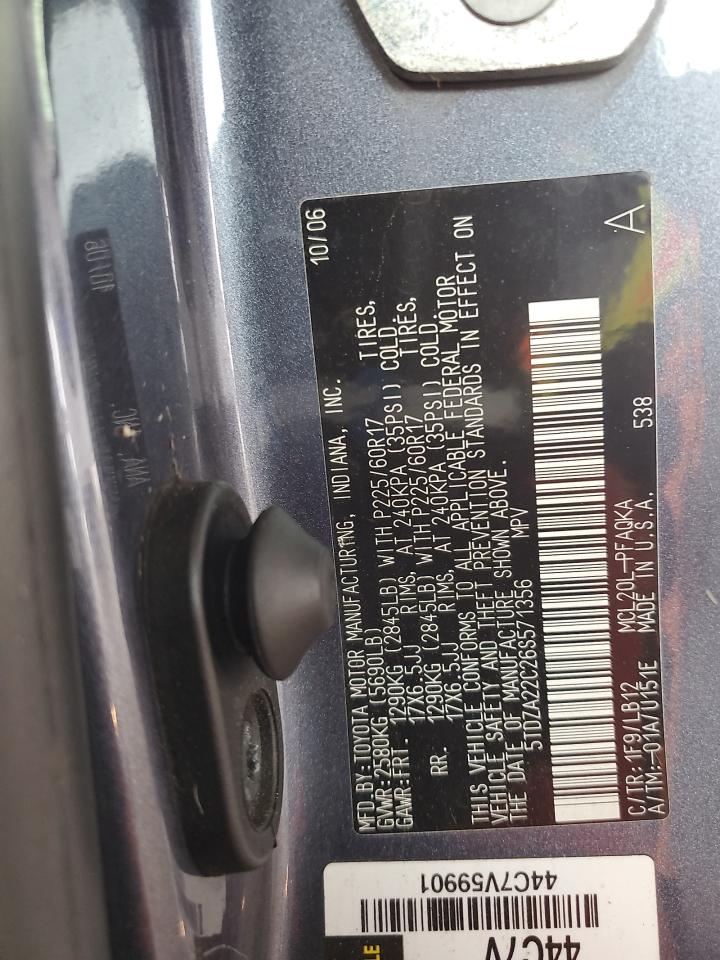 MFD.BY:TOYOTA MOTOR MANUFACTURING, INDIANA, INC. 10/06
GVWR:2580KG (5690LB)
GAWR:FRT. 1290KG (2845LB) WITH P225/60R17 TIRES,
17X6.5JJ RIMS, AT 240KPA (35PSI) COLD.
RR. 1290KG (2845LB) WITH P225/60R17 TIRES,
17X6.5JJ RIMS, AT 240KPA (35PSI) COLD.
THIS VEHICLE CONFORMS TO ALL APPLICABLE FEDERAL MOTOR
VEHICLE SAFETY AND THEFT PREVENTION STANDARDS IN EFFECT ON
THE DATE OF MANUFACTURE SHOWN ABOVE.
5TDZA22C26S571356 MPV
C/TR:1F9/LB12 MCL20L-PFAQKA
A/TM:-01A/U151E MADE IN U.S.A. 538 A
44C7V59901
44C7V